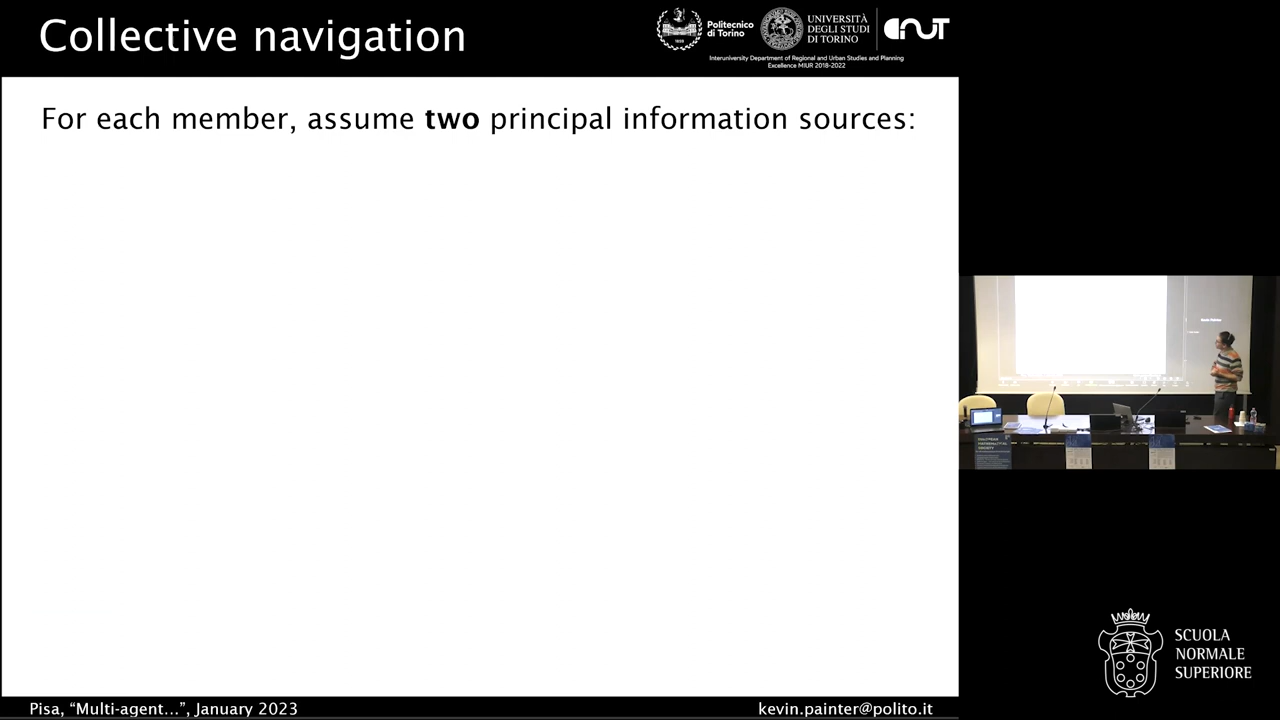 Collective navigation
1859
Politecnico
di Torino
UNIVERSITÀ
DEGLI STUDI
DI TORINO
Interuniversity Department of Regional and Urban Studies and Planning
Excellence MIUR 2018-2022
For each member, assume two principal information sources:
SCUOLA
NORMALE
SUPERIORE
Pisa, “Multi-agent...”, January 2023
kevin.painter@polito.it